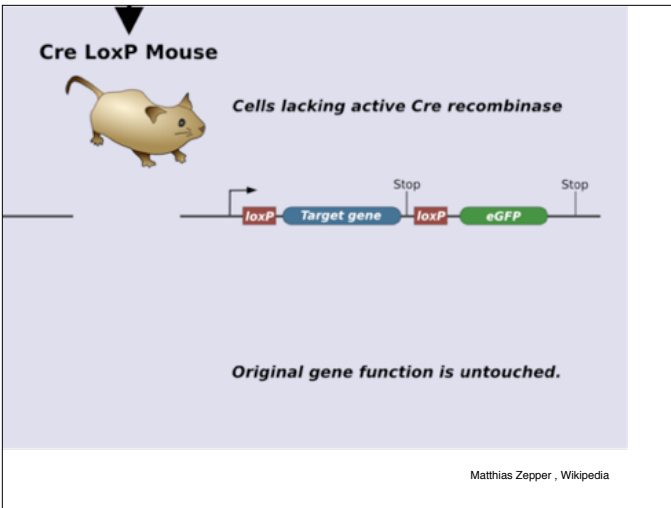 Cre LoxP Mouse
Cells lacking active Cre recombinase
Stop
Stop
loxP
Target gene
loxP
eGFP
Original gene function is untouched.
Matthias Zepper , Wikipedia